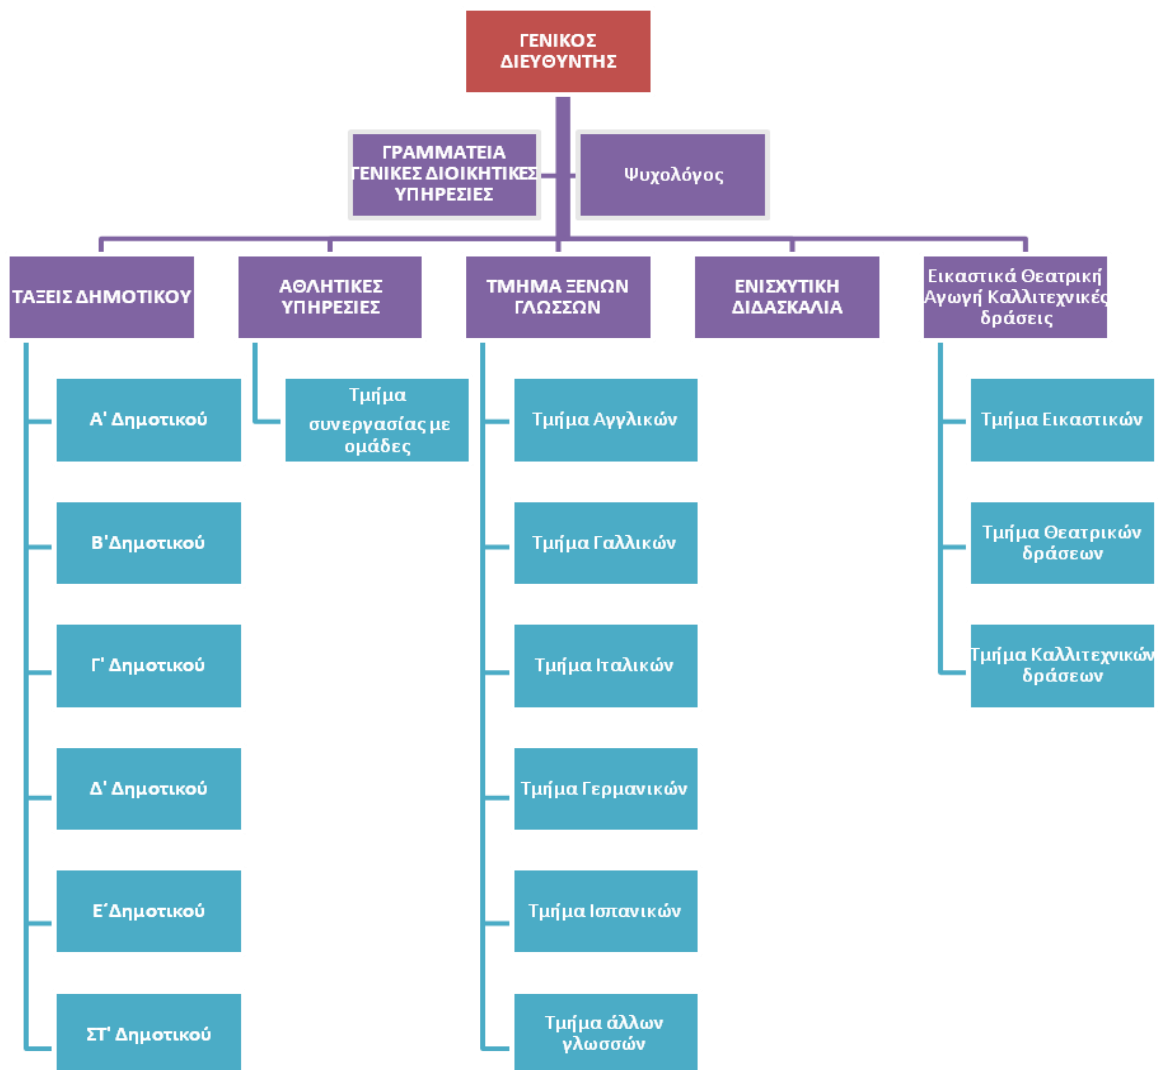 ΓΕΝΙΚΟΣ
ΔΙΕΥΘΥΝΤΗΣ
ΓΡΑΜΜΑΤΕΙΑ
ΓΕΝΙΚΕΣ ΔΙΟΙΚΗΤΙΚΕΣ
ΥΠΗΡΕΣΙΕΣ
Ψυχολόγος
ΤΑΞΕΙΣ ΔΗΜΟΤΙΚΟΥ
Α' Δημοτικού
Β'Δημοτικού
Γ' Δημοτικού
Δ' Δημοτικού
Ε΄Δημοτικού
ΣΤ' Δημοτικού
ΑΘΛΗΤΙΚΕΣ
ΥΠΗΡΕΣΙΕΣ
Τμήμα
συνεργασίας με
ομάδες
ΤΜΗΜΑ ΞΕΝΩΝ
ΓΛΩΣΣΩΝ
Τμήμα Αγγλικών
Τμήμα Γαλλικών
Τμήμα Ιταλικών
Τμήμα Γερμανικών
Τμήμα Ισπανικών
Τμήμα άλλων
γλωσσών
ΕΝΙΣΧΥΤΙΚΗ
ΔΙΔΑΣΚΑΛΙΑ
Εικαστικά Θεατρική
Αγωγή Καλλιτεχνικές
δράσεις
Τμήμα Εικαστικών
Τμήμα Θεατρικών
δράσεων
Τμήμα Καλλιτεχνικών
δράσεων